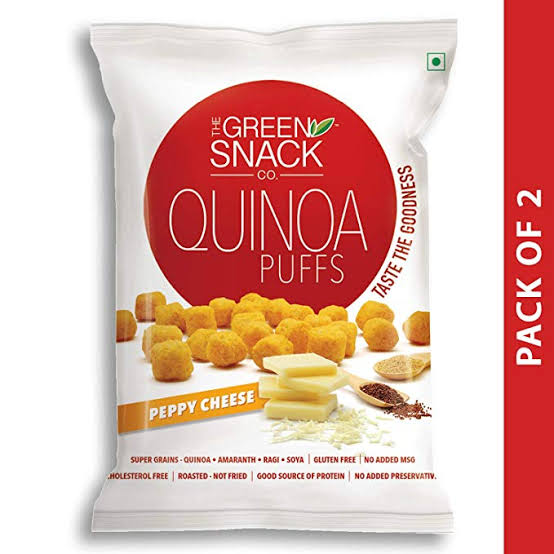 THE GREEN
SNACK
CO.
QUINOA
PUFFS
TASTE THE GOODNESS
PEPPY CHEESE
SUPER GRAINS - QUINOA • AMARANTH • RAGI • SOYA | GLUTEN FREE | NO ADDED MSG
HOLESTEROL FREE | ROASTED - NOT FRIED | GOOD SOURCE OF PROTEIN | NO ADDED PRESERVATIV
PACK OF 2